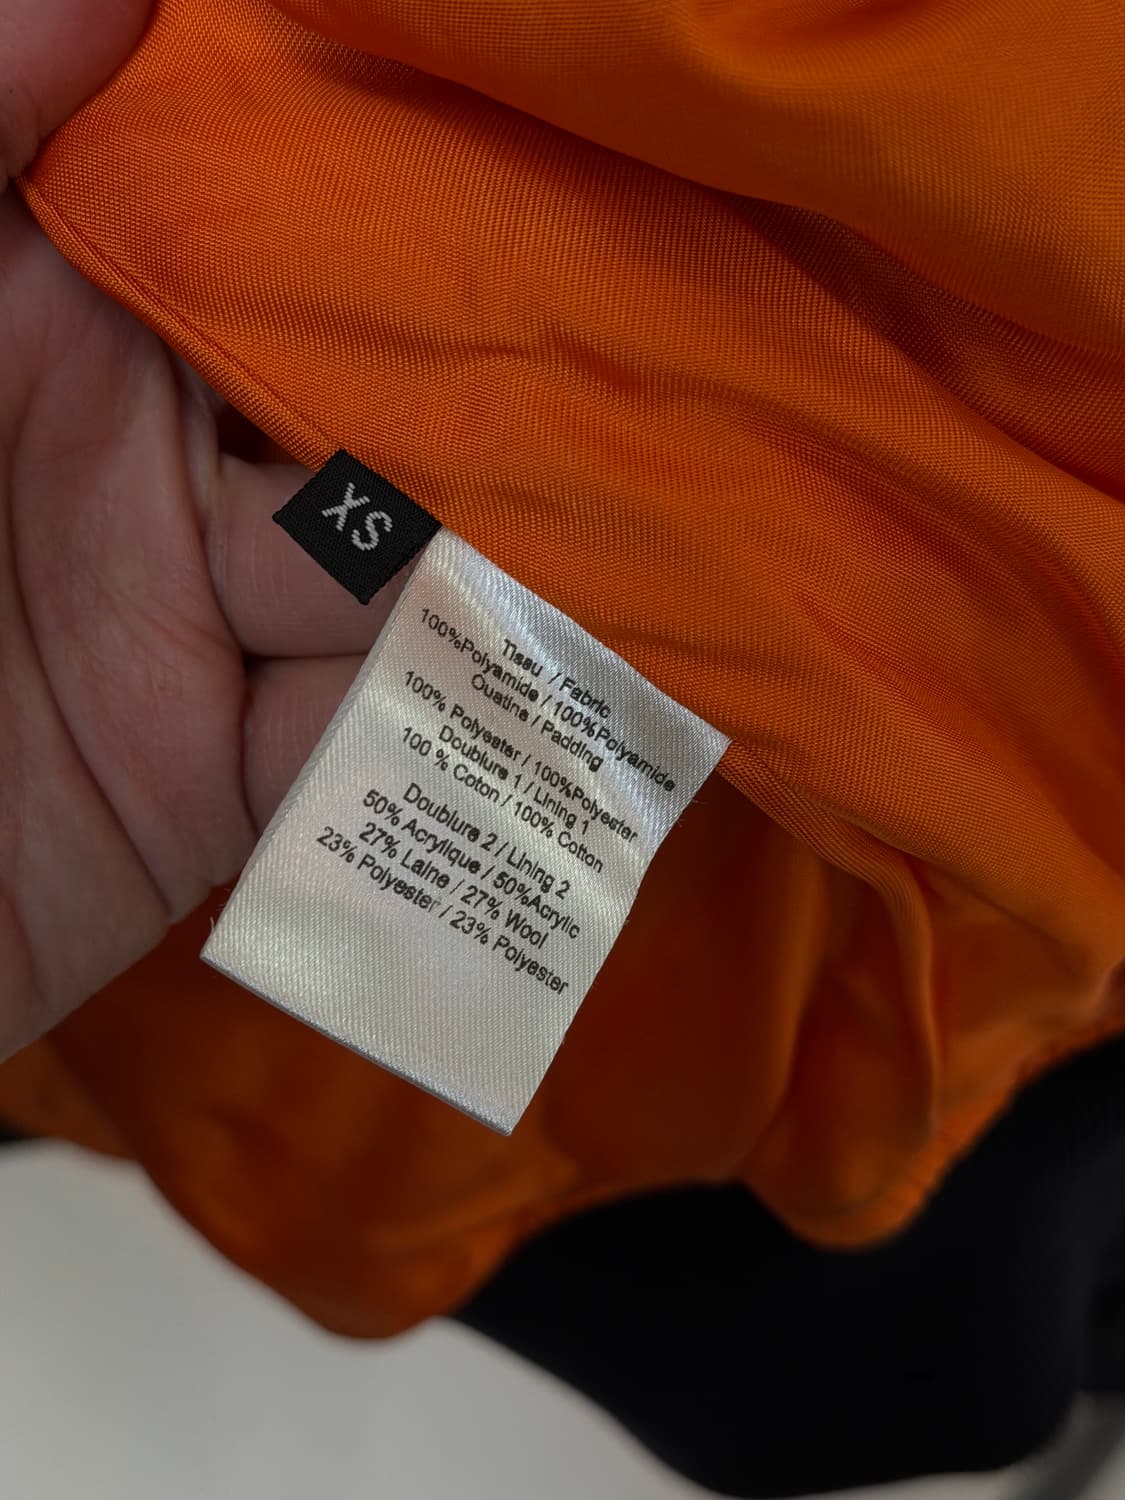 XS
Tissu / Fabric
100%Polyamide / 100%Polyamide
Ouatine / Padding
100% Polyester / 100%Polyester
Doublure 1 / Lining 1
100 % Coton / 100% Cotton
Doublure 2 / Lining 2
50% Acrylique / 50%Acrylic
27% Laine / 27% Wool
23% Polyester / 23% Polyester